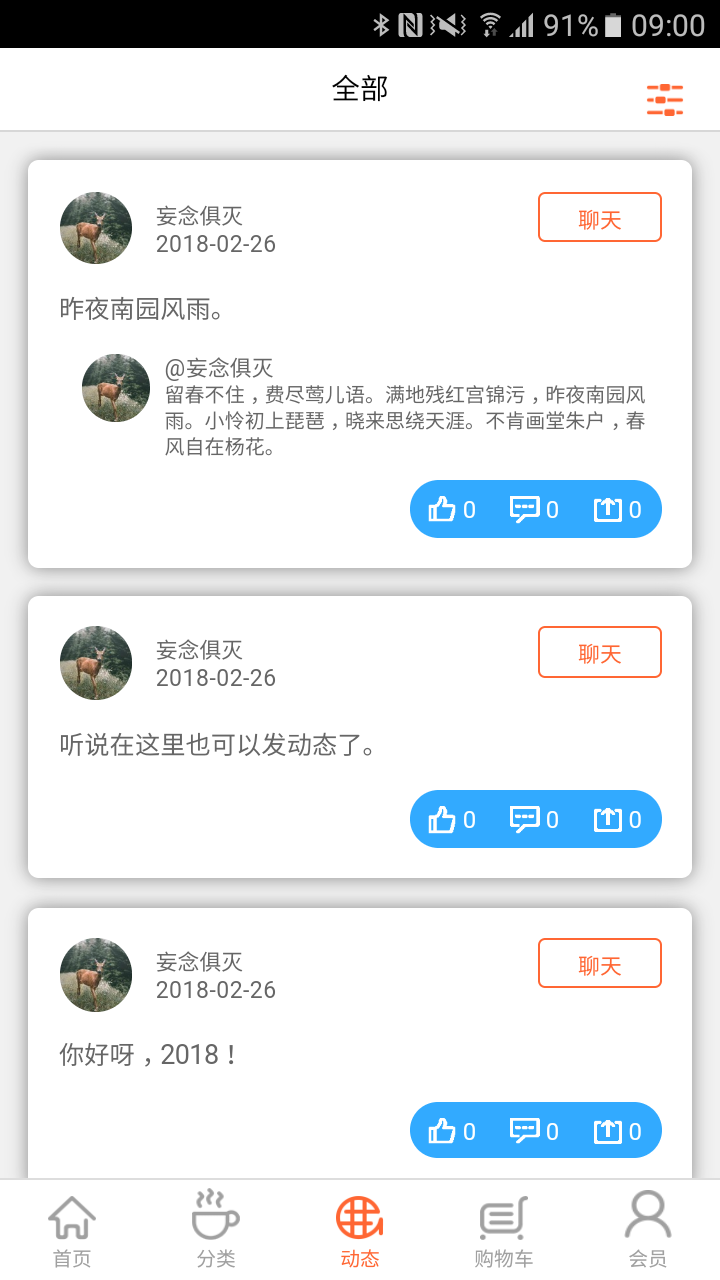 91% 09:00
全部
妄念俱灭
2018-02-26
聊天
昨夜南园风雨。
@妄念俱灭
留春不住，费尽莺儿语。满地残红宫锦污，昨夜南园风
雨。小怜初上琵琶，晓来思绕天涯。不肯画堂朱户，春
风自在杨花。
0 0 0
妄念俱灭
2018-02-26
聊天
听说在这里也可以发动态了。
0 0 0
妄念俱灭
2018-02-26
聊天
你好呀，2018！
0 0 0
首页 分类 动态 购物车 会员